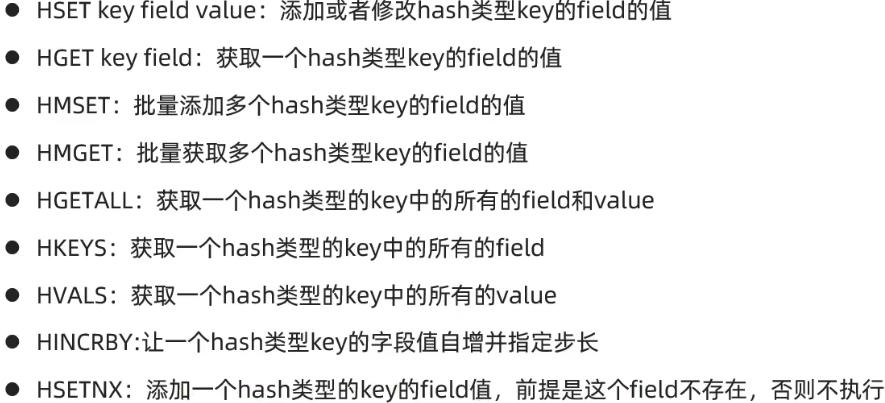 ● HSET key field value：添加或者修改hash类型key的field的值
● HGET key field：获取一个hash类型key的field的值
● HMSET：批量添加多个hash类型key的field的值
● HMGET：批量获取多个hash类型key的field的值
● HGETALL：获取一个hash类型的key中的所有的field和value
● HKEYS：获取一个hash类型的key中的所有的field
● HVALS：获取一个hash类型的key中的所有的value
● HINCRBY:让一个hash类型key的字段值自增并指定步长
● HSETNX：添加一个hash类型的key的field值，前提是这个field不存在，否则不执行